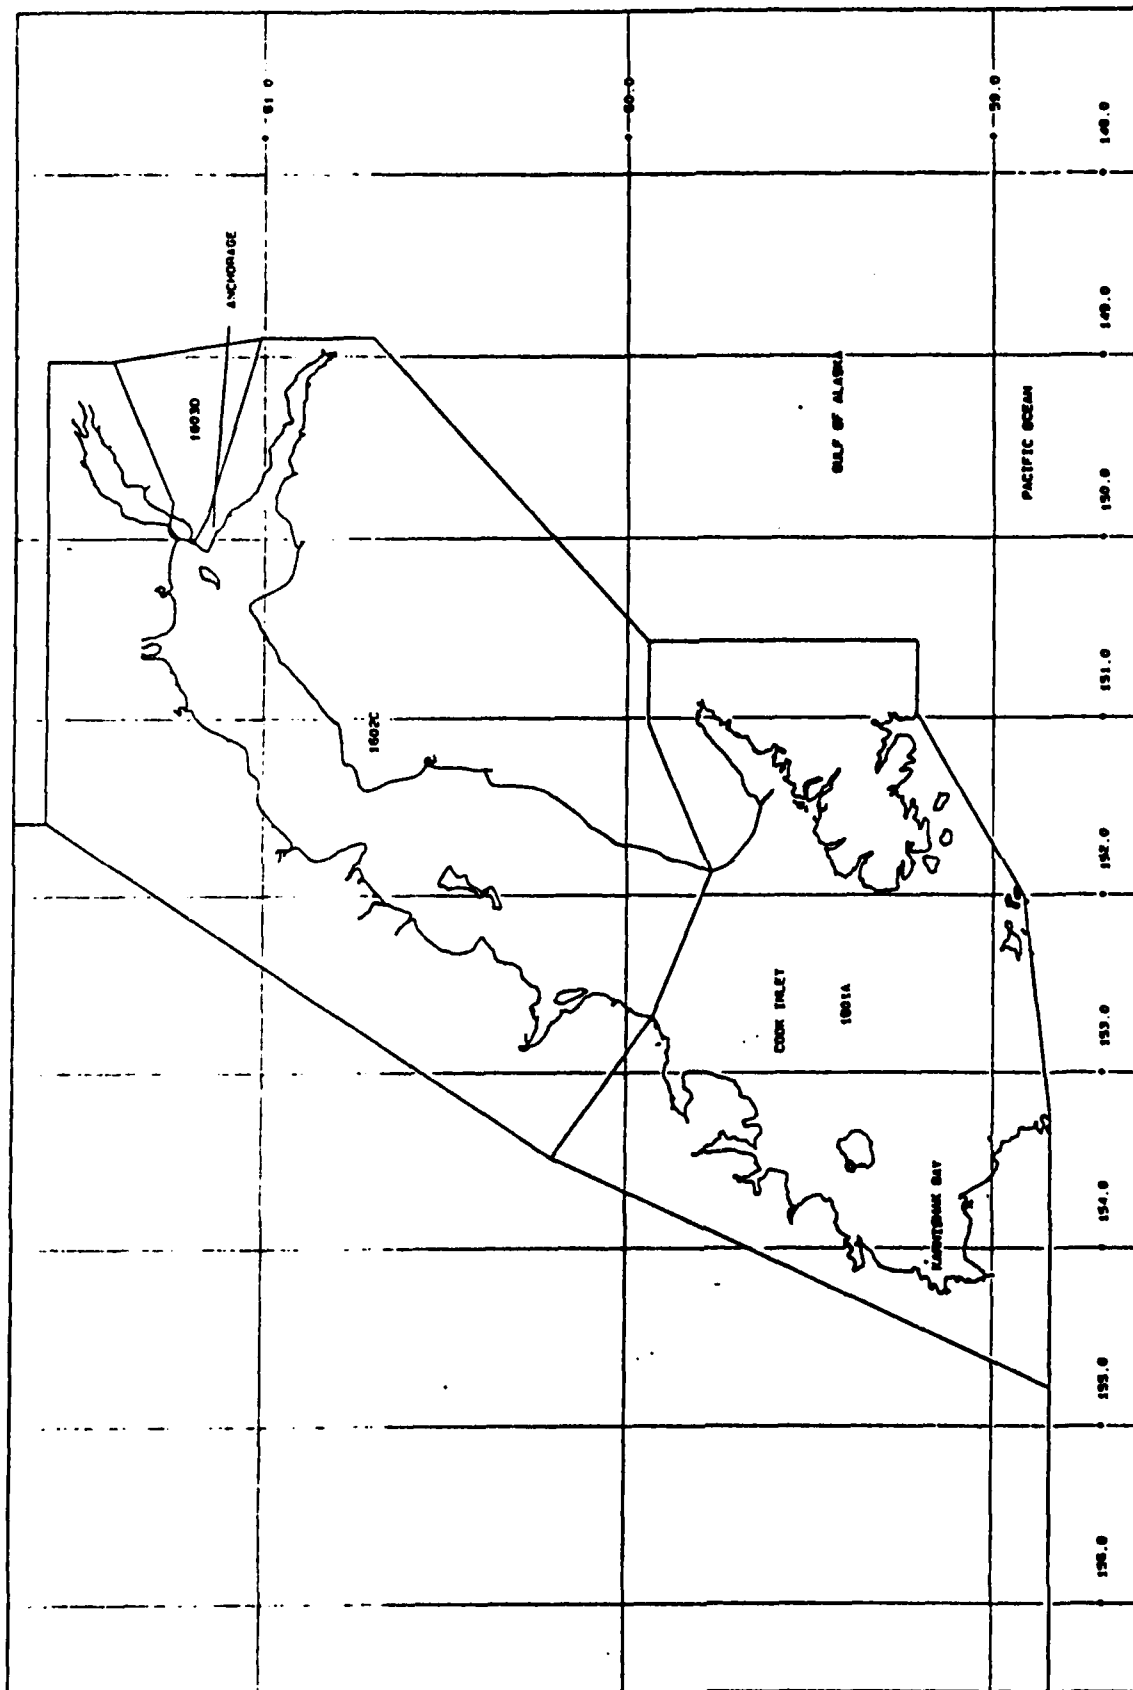 61.0
60.0
59.0
148.0
149.0
150.0
151.0
152.0
153.0
154.0
155.0
156.0
ANCHORAGE
1603D
GULF OF ALASKA
PACIFIC OCEAN
1602C
COOK INLET
1601A
KAMNISHAK BAY